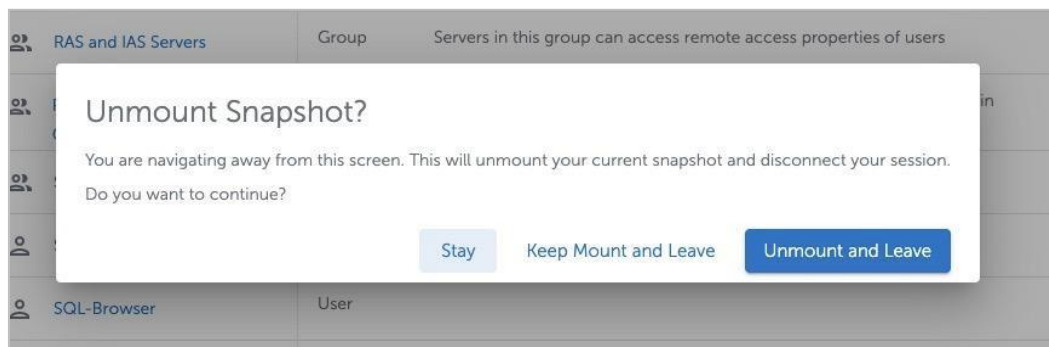 RAS and IAS Servers Group Servers in this group can access remote access properties of users
in
Unmount Snapshot?
You are navigating away from this screen. This will unmount your current snapshot and disconnect your session.
Do you want to continue?
Stay Keep Mount and Leave Unmount and Leave
SQL-Browser User